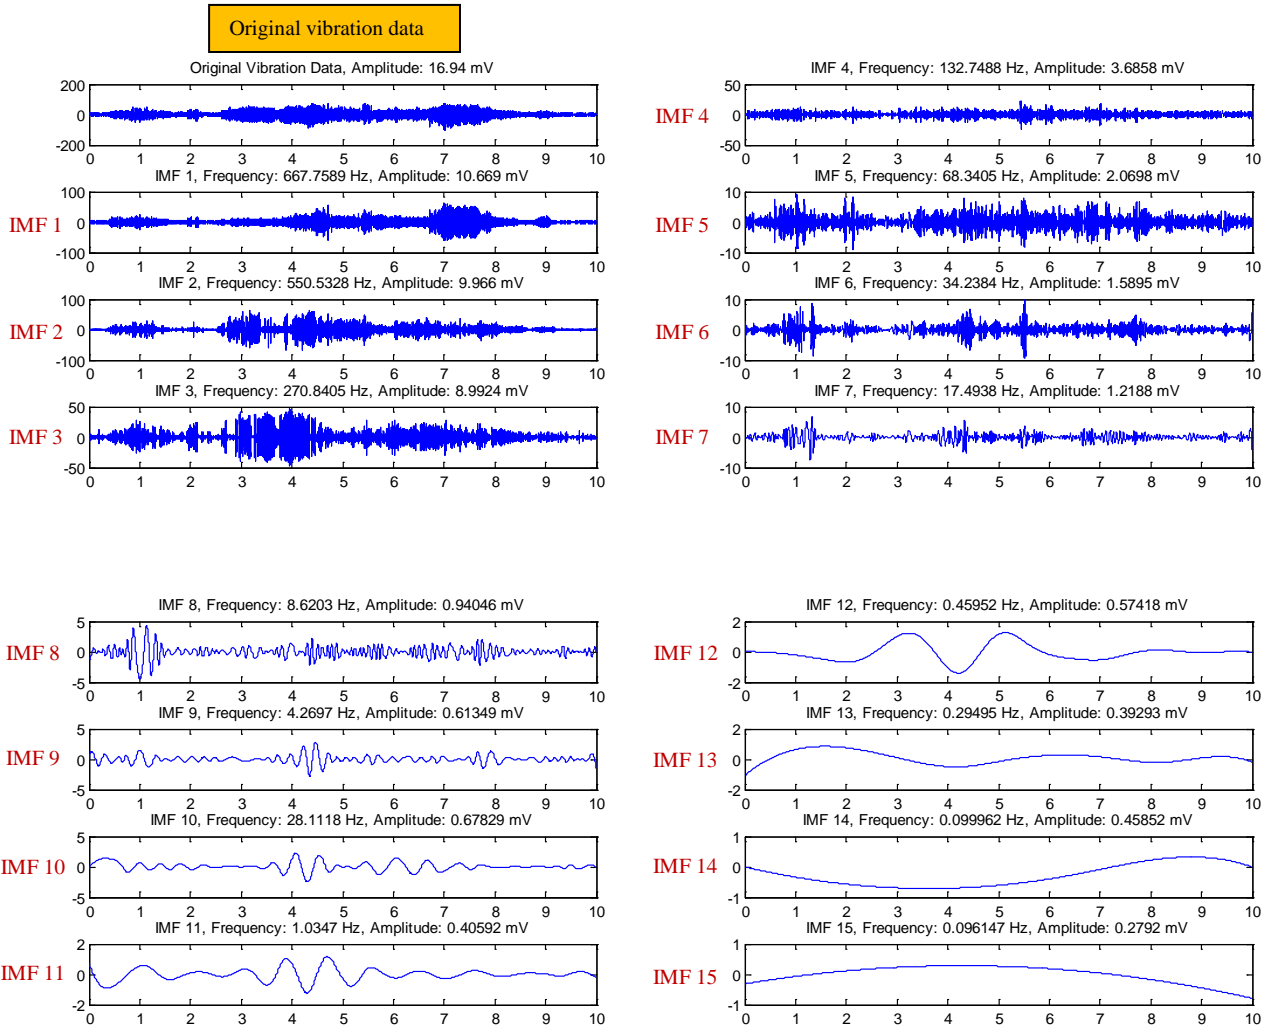 Original vibration data
Original Vibration Data, Amplitude: 16.94 mV
200
0
-200
0 1 2 3 4 5 6 7 8 9 10
IMF 1
IMF 1, Frequency: 667.7589 Hz, Amplitude: 10.669 mV
100
0
-100
0 1 2 3 4 5 6 7 8 9 10
IMF 2
IMF 2, Frequency: 550.5328 Hz, Amplitude: 9.966 mV
100
0
-100
0 1 2 3 4 5 6 7 8 9 10
IMF 3
IMF 3, Frequency: 270.8405 Hz, Amplitude: 8.9924 mV
50
0
-50
0 1 2 3 4 5 6 7 8 9 10
IMF 4
IMF 4, Frequency: 132.7488 Hz, Amplitude: 3.6858 mV
50
0
-50
0 1 2 3 4 5 6 7 8 9 10
IMF 5
IMF 5, Frequency: 68.3405 Hz, Amplitude: 2.0698 mV
10
0
-10
0 1 2 3 4 5 6 7 8 9 10
IMF 6
IMF 6, Frequency: 34.2384 Hz, Amplitude: 1.5895 mV
10
0
-10
0 1 2 3 4 5 6 7 8 9 10
IMF 7
IMF 7, Frequency: 17.4938 Hz, Amplitude: 1.2188 mV
10
0
-10
0 1 2 3 4 5 6 7 8 9 10
IMF 8
IMF 8, Frequency: 8.6203 Hz, Amplitude: 0.94046 mV
5
0
-5
0 1 2 3 4 5 6 7 8 9 10
IMF 9
IMF 9, Frequency: 4.2697 Hz, Amplitude: 0.61349 mV
5
0
-5
0 1 2 3 4 5 6 7 8 9 10
IMF 10
IMF 10, Frequency: 28.1118 Hz, Amplitude: 0.67829 mV
5
0
-5
0 1 2 3 4 5 6 7 8 9 10
IMF 11
IMF 11, Frequency: 1.0347 Hz, Amplitude: 0.40592 mV
2
0
-2
0 1 2 3 4 5 6 7 8 9 10
IMF 12
IMF 12, Frequency: 0.45952 Hz, Amplitude: 0.57418 mV
2
0
-2
0 1 2 3 4 5 6 7 8 9 10
IMF 13
IMF 13, Frequency: 0.29495 Hz, Amplitude: 0.39293 mV
2
0
-2
0 1 2 3 4 5 6 7 8 9 10
IMF 14
IMF 14, Frequency: 0.099962 Hz, Amplitude: 0.45852 mV
1
0
-1
0 1 2 3 4 5 6 7 8 9 10
IMF 15
IMF 15, Frequency: 0.096147 Hz, Amplitude: 0.2792 mV
1
0
-1
0 1 2 3 4 5 6 7 8 9 10